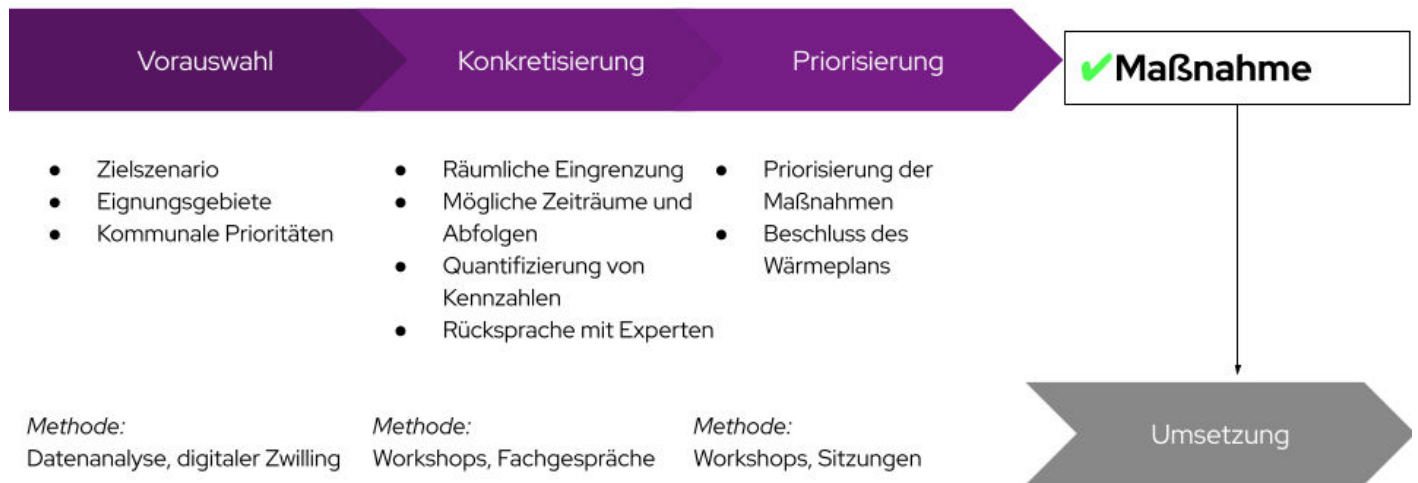 Vorauswahl
Konkretisierung
Priorisierung
✔Maßnahme
● Zielszenario
● Eignungsgebiete
● Kommunale Prioritäten
● Räumliche Eingrenzung
● Mögliche Zeiträume und
Abfolgen
● Quantifizierung von
Kennzahlen
● Rücksprache mit Experten
● Priorisierung der
Maßnahmen
● Beschluss des
Wärmeplans
Methode:
Datenanalyse, digitaler Zwilling
Methode:
Workshops, Fachgespräche
Methode:
Workshops, Sitzungen
Umsetzung